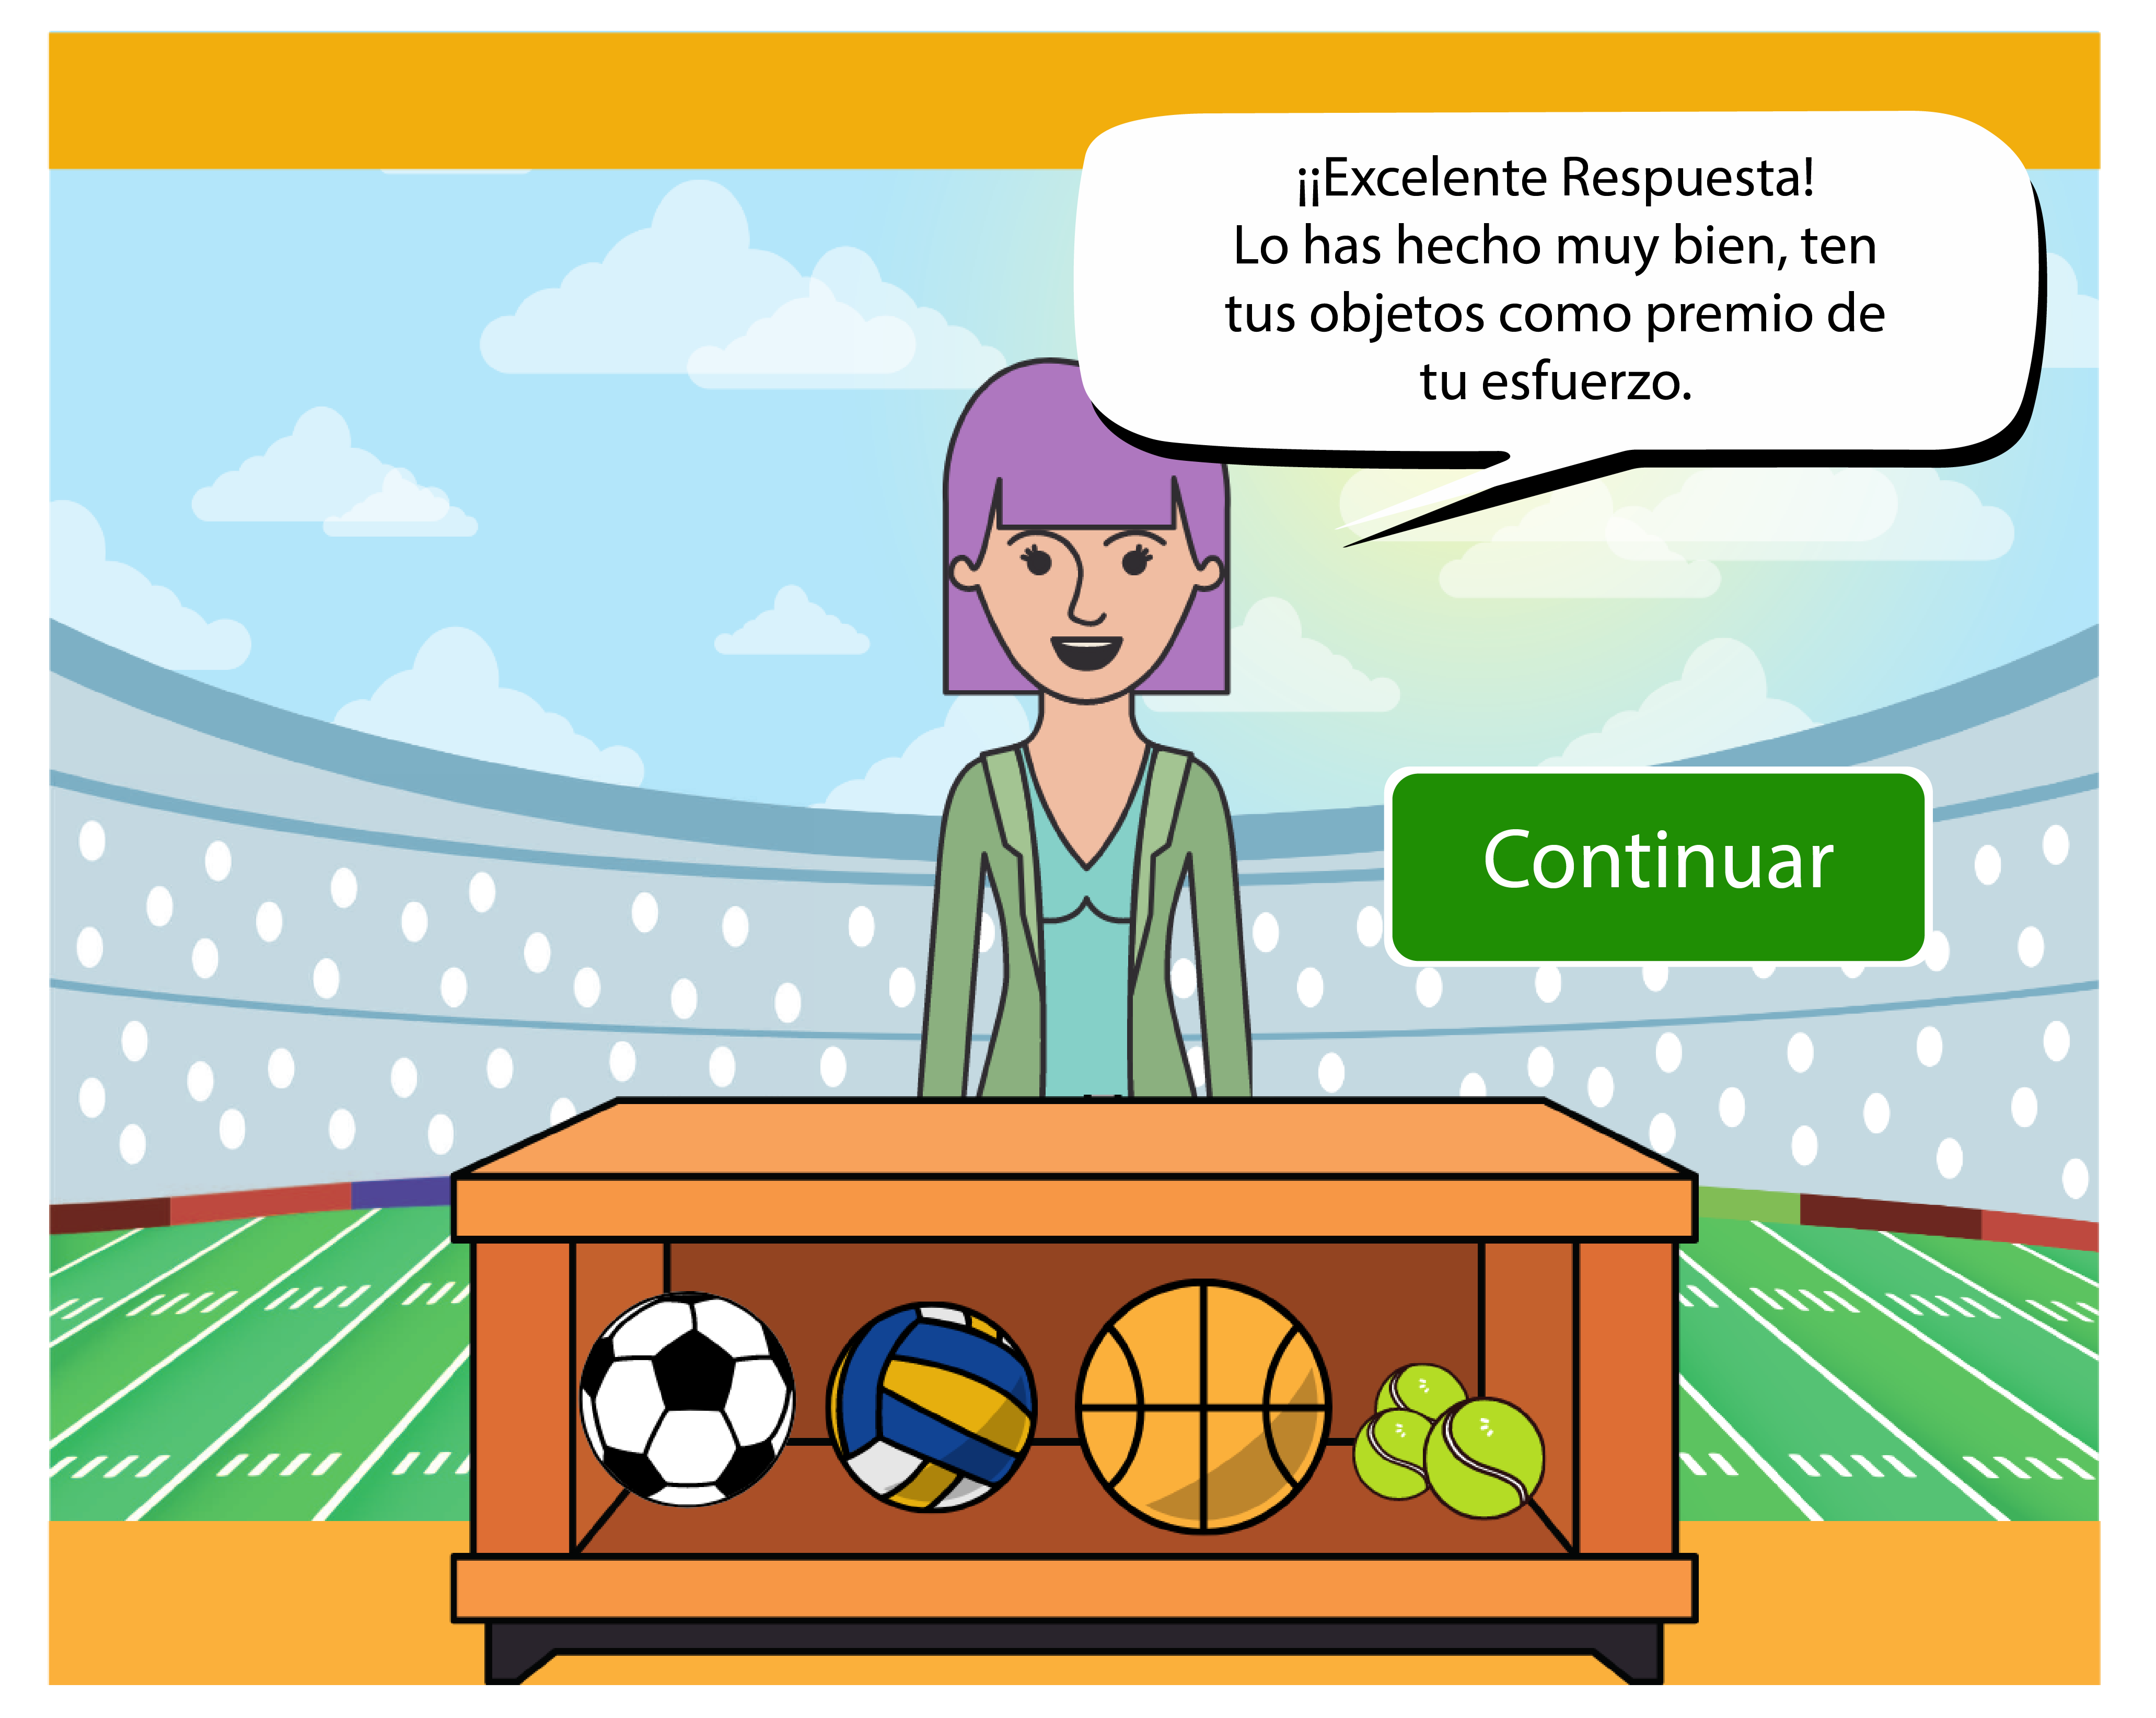 ¡¡Excelente Respuesta!
Lo has hecho muy bien, ten
tus objetos como premio de
tu esfuerzo.
Continuar